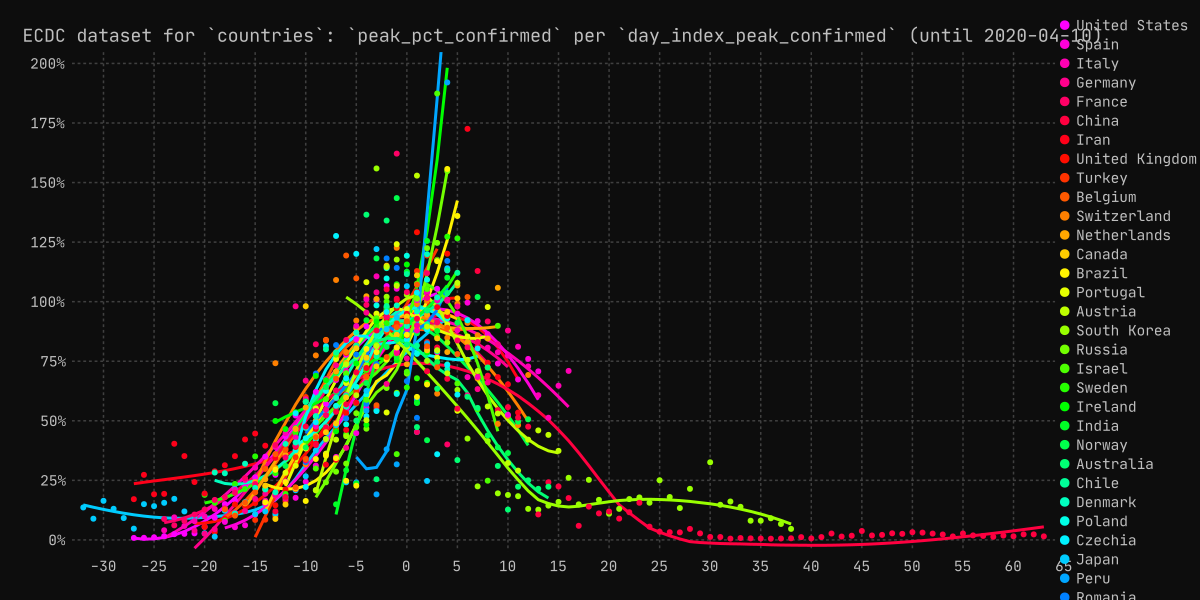 ECDC dataset for `countries`: `peak_pct_confirmed` per `day_index_peak_confirmed` (until 2020-04-10)
United States
Spain
Italy
Germany
France
China
Iran
United Kingdom
Turkey
Belgium
Switzerland
Netherlands
Canada
Brazil
Portugal
Austria
South Korea
Russia
Israel
Sweden
Ireland
India
Norway
Australia
Chile
Denmark
Poland
Czechia
Japan
Peru
Romania
200%
175%
150%
125%
100%
75%
50%
25%
0%
-30 -25 -20 -15 -10 -5 0 5 10 15 20 25 30 35 40 45 50 55 60 65